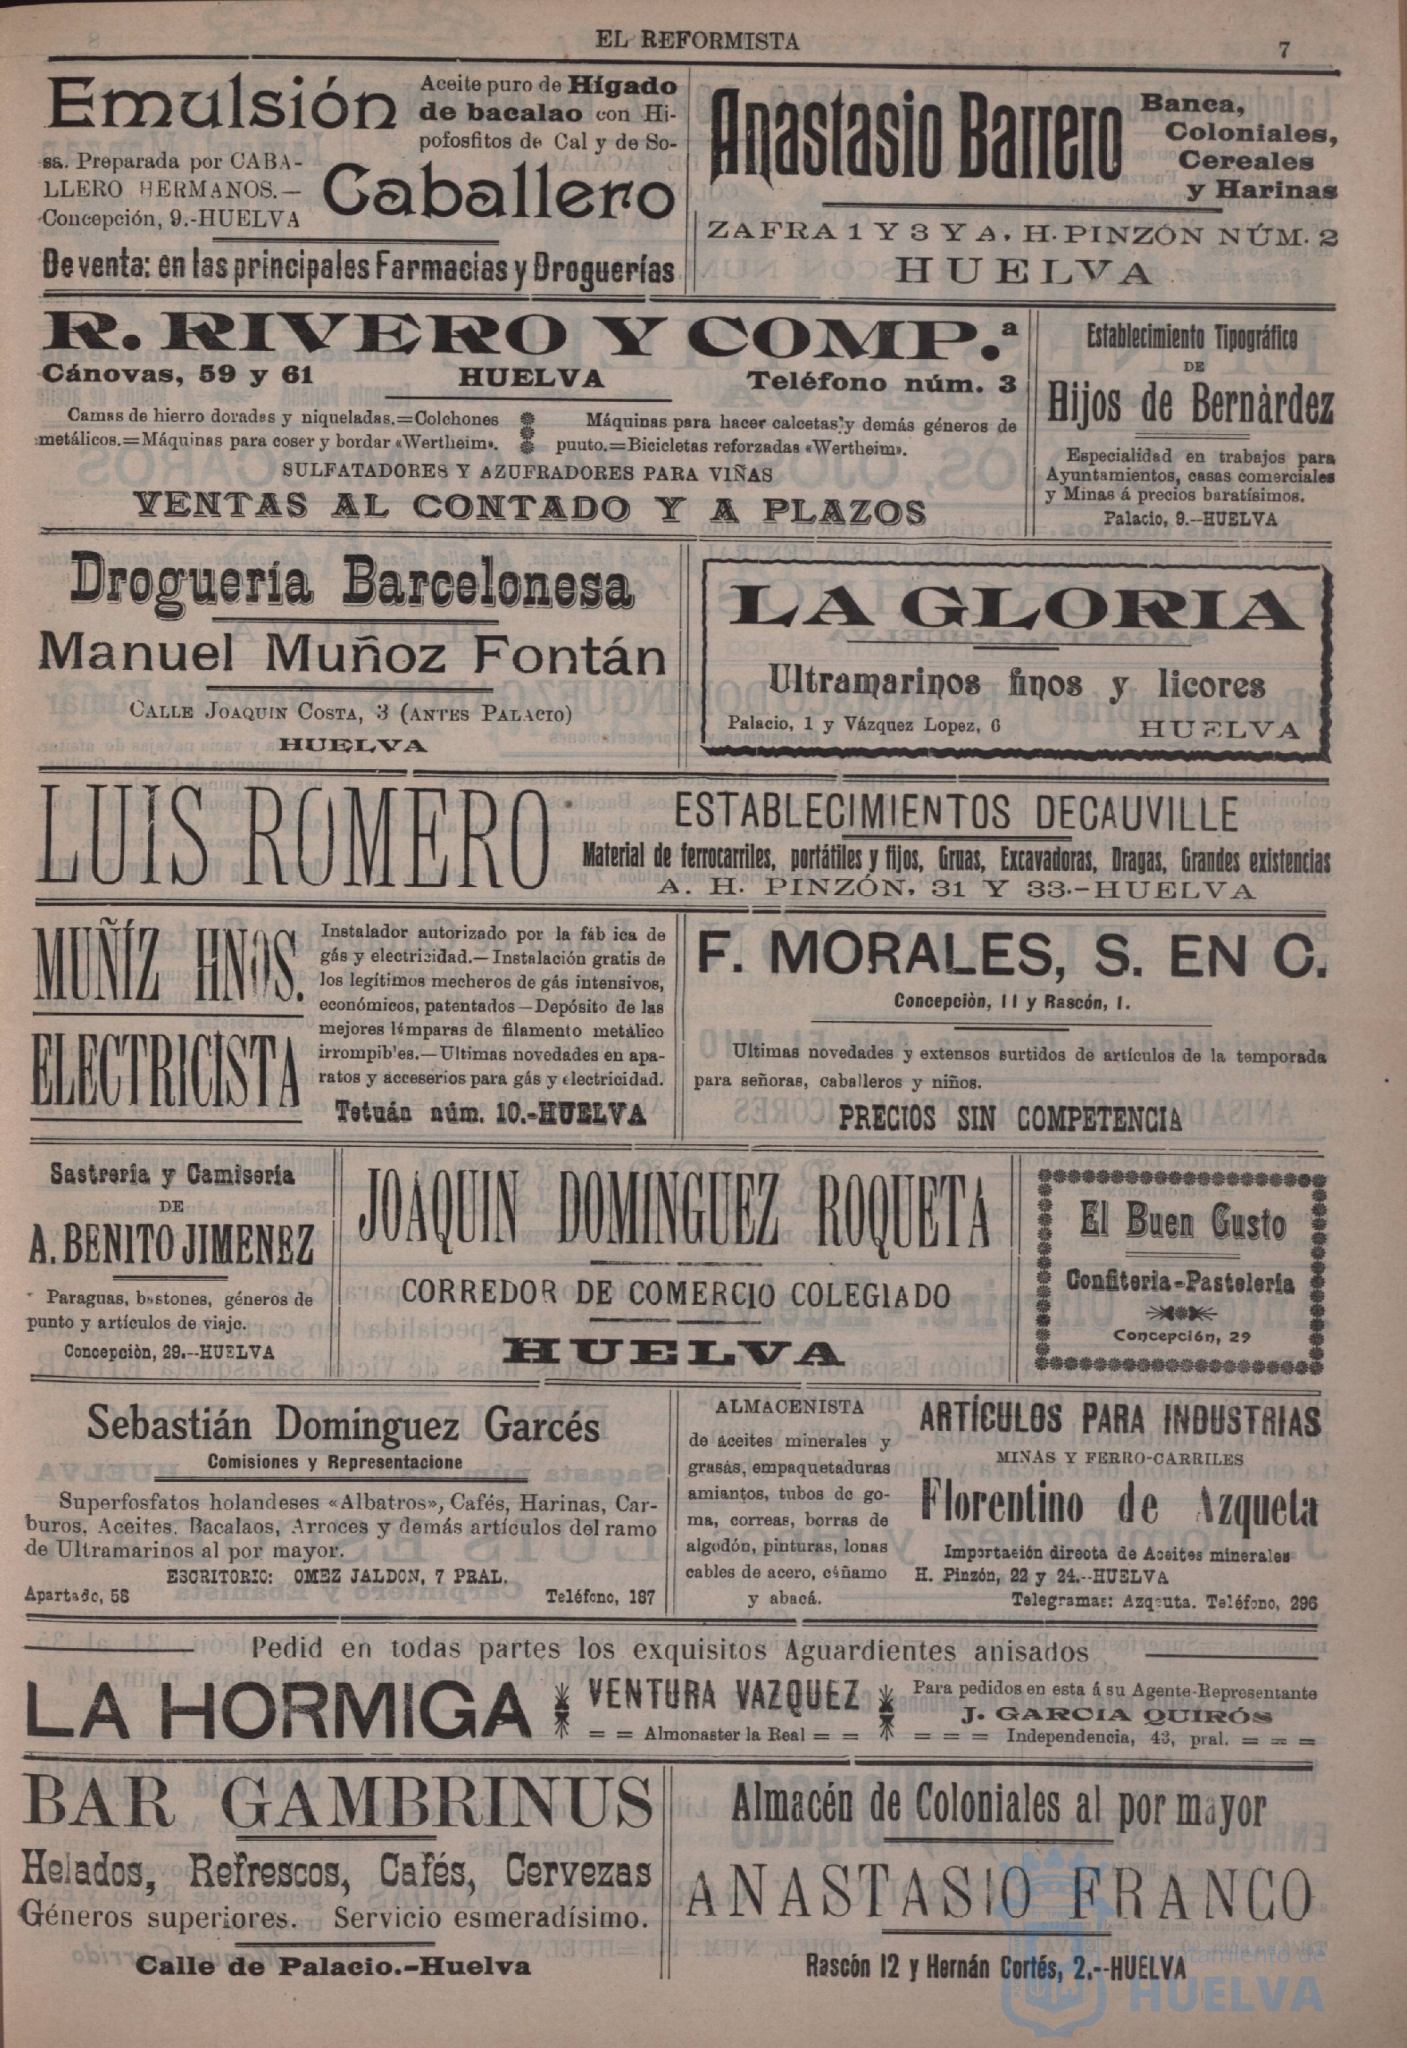 EL REFORMISTA
7
Emulsión
Aceite puro de Hígado
de bacalao con Hi-
pofosfitos de Cal y de So-
sa. Preparada por CABA-
LLERO HERMANOS.—
Concepción, 9.-HUELVA
Caballero
De venta: en las principales Farmacias y Droguerías
Anastasio Barrero
Banca,
Coloniales,
Cereales
y Harinas
ZAFRA 1 Y 3 Y A. H. PINZÓN NÚM. 2
HUELVA
R. RIVERO Y COMP.ª
Cánovas, 59 y 61
HUELVA
Teléfono núm. 3
Camas de hierro doradas y niqueladas.=Colchones
metálicos.=Máquinas para coser y bordar «Wertheim».
Máquinas para hacer calcetas y demás géneros de
puuto.=Bicicletas reforzadas «Wertheim».
SULFATADORES Y AZUFRADORES PARA VIÑAS
VENTAS AL CONTADO Y A PLAZOS
Establecimiento Tipográfico
DE
Hijos de Bernàrdez
Especialidad en trabajos para
Ayuntamientos, casas comerciales
y Minas á precios baratísimos.
Palacio, 9.--HUELVA
Droguería Barcelonesa
Manuel Muñoz Fontán
CALLE JOAQUIN COSTA, 3 (ANTES PALACIO)
HUELVA
LA GLORIA
Ultramarinos finos y licores
Palacio, 1 y Vázquez Lopez, 6
HUELVA
LUIS ROMERO
ESTABLECIMIENTOS DECAUVILLE
Material de ferrocarriles, portátiles y fijos, Gruas, Excavadoras, Dragas, Grandes existencias
A. H. PINZÓN, 31 Y 33.-HUELVA
MUÑÍZ HNOS.
ELECTRICISTA
Instalador autorizado por la fáb ica de
gás y electricidad.—Instalación gratis de
los legítimos mecheros de gás intensivos,
económicos, patentados—Depósito de las
mejores lámparas de filamento metálico
irrompib'es.—Ultimas novedades en apa-
ratos y acceserios para gás y electricidad.
Tetuán núm. 10.-HUELVA
F. MORALES, S. EN C.
Concepciòn, 11 y Rascón, 1.
Ultimas novedades y extensos surtidos de artículos de la temporada
para señoras, caballeros y niños.
PRECIOS SIN COMPETENCIA
Sastreria y Camiseria
DE
A. BENITO JIMENEZ
Paraguas, bastones, géneros de
punto y artículos de viaje.
Concepciòn, 29.--HUELVA
JOAQUIN DOMINGUEZ ROQUETA
CORREDOR DE COMERCIO COLEGIADO
HUELVA
El Buen Gusto
Confiteria-Pasteleria
Concepción, 29
Sebastián Dominguez Garcés
Comisiones y Representacione
Superfosfatos holandeses «Albatros», Cafés, Harinas, Car-
buros, Aceites, Bacalaos, Arroces y demás artículos del ramo
de Ultramarinos al por mayor.
ESCRITORIO: OMEZ JALDON, 7 PRAL.
Apartado, 58
Teléfono, 187
ALMACENISTA
de aceites minerales y
grasas, empaquetaduras
amiantos, tubos de go-
ma, correas, borras de
algodón, pinturas, lonas
cables de acero, cáñamo
y abacá.
ARTÍCULOS PARA INDUSTRIAS
MINAS Y FERRO-CARRILES
Florentino de Azqueta
Importación directa de Aceites minerales
H. Pinzón, 22 y 24.--HUELVA
Telegramas: Azqeuta. Teléfono, 296
Pedid en todas partes los exquisitos Aguardientes anisados
LA HORMIGA
VENTURA VAZQUEZ
= = Almonaster la Real = =
Para pedidos en esta á su Agente-Representante
J. GARCIA QUIRÓS
= = = Independencia, 43, pral. = = =
BAR GAMBRINUS
Helados, Refrescos, Cafés, Cervezas
Géneros superiores. Servicio esmeradísimo.
Calle de Palacio.-Huelva
Almacén de Coloniales al por mayor
ANASTASIO FRANCO
Rascón 12 y Hernán Cortés, 2.--HUELVA
Ayuntamiento de
HUELVA